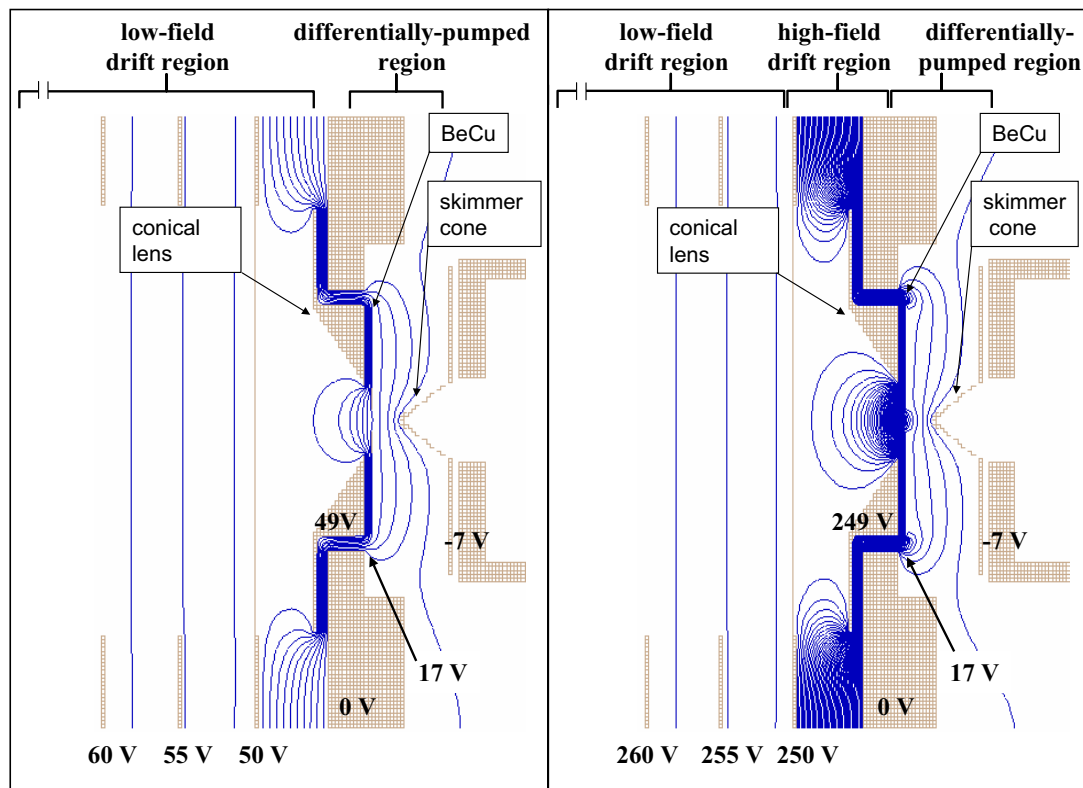 low-field
drift region
differentially-pumped
region
BeCu
skimmer
cone
conical
lens
49V
-7 V
17 V
0 V
60 V
55 V
50 V
low-field
drift region
high-field
drift region
differentially-
pumped region
BeCu
skimmer
cone
conical
lens
249 V
-7 V
17 V
0 V
260 V
255 V
250 V